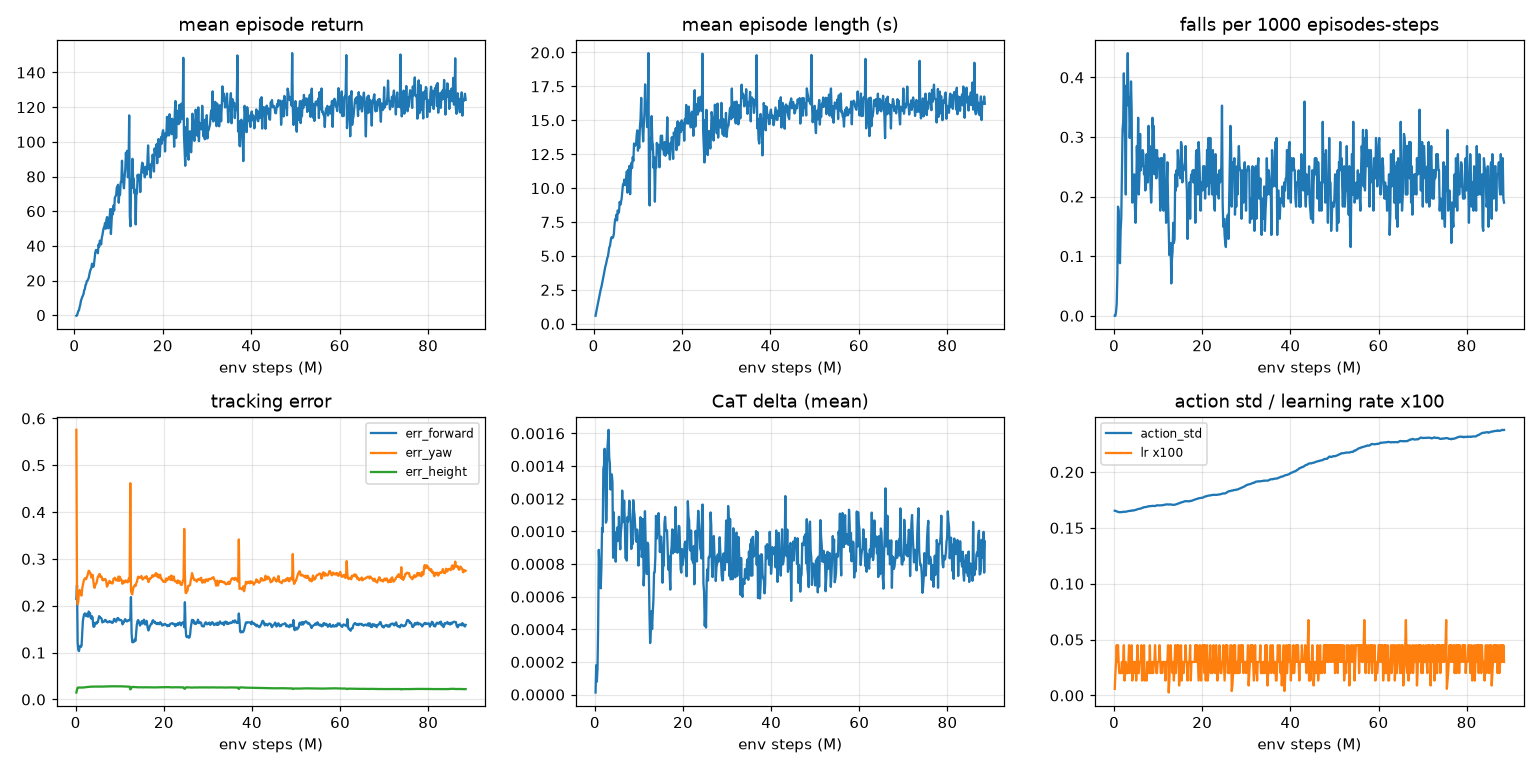 mean episode return
140
120
100
80
60
40
20
0
0 20 40 60 80
env steps (M)
mean episode length (s)
20.0
17.5
15.0
12.5
10.0
7.5
5.0
2.5
0.0
0 20 40 60 80
env steps (M)
falls per 1000 episodes-steps
0.4
0.3
0.2
0.1
0.0
0 20 40 60 80
env steps (M)
tracking error
err_forward
err_yaw
err_height
0.6
0.5
0.4
0.3
0.2
0.1
0.0
0 20 40 60 80
env steps (M)
CaT delta (mean)
0.0016
0.0014
0.0012
0.0010
0.0008
0.0006
0.0004
0.0002
0.0000
0 20 40 60 80
env steps (M)
action std / learning rate x100
action_std
lr x100
0.20
0.15
0.10
0.05
0.00
0 20 40 60 80
env steps (M)